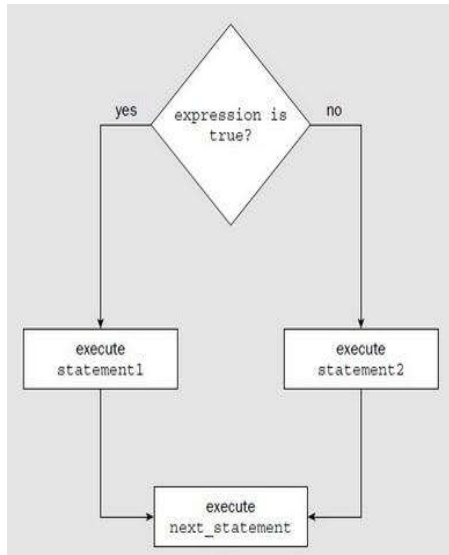 expression is
true?
yes
no
execute
statement1
execute
statement2
execute
next_statement